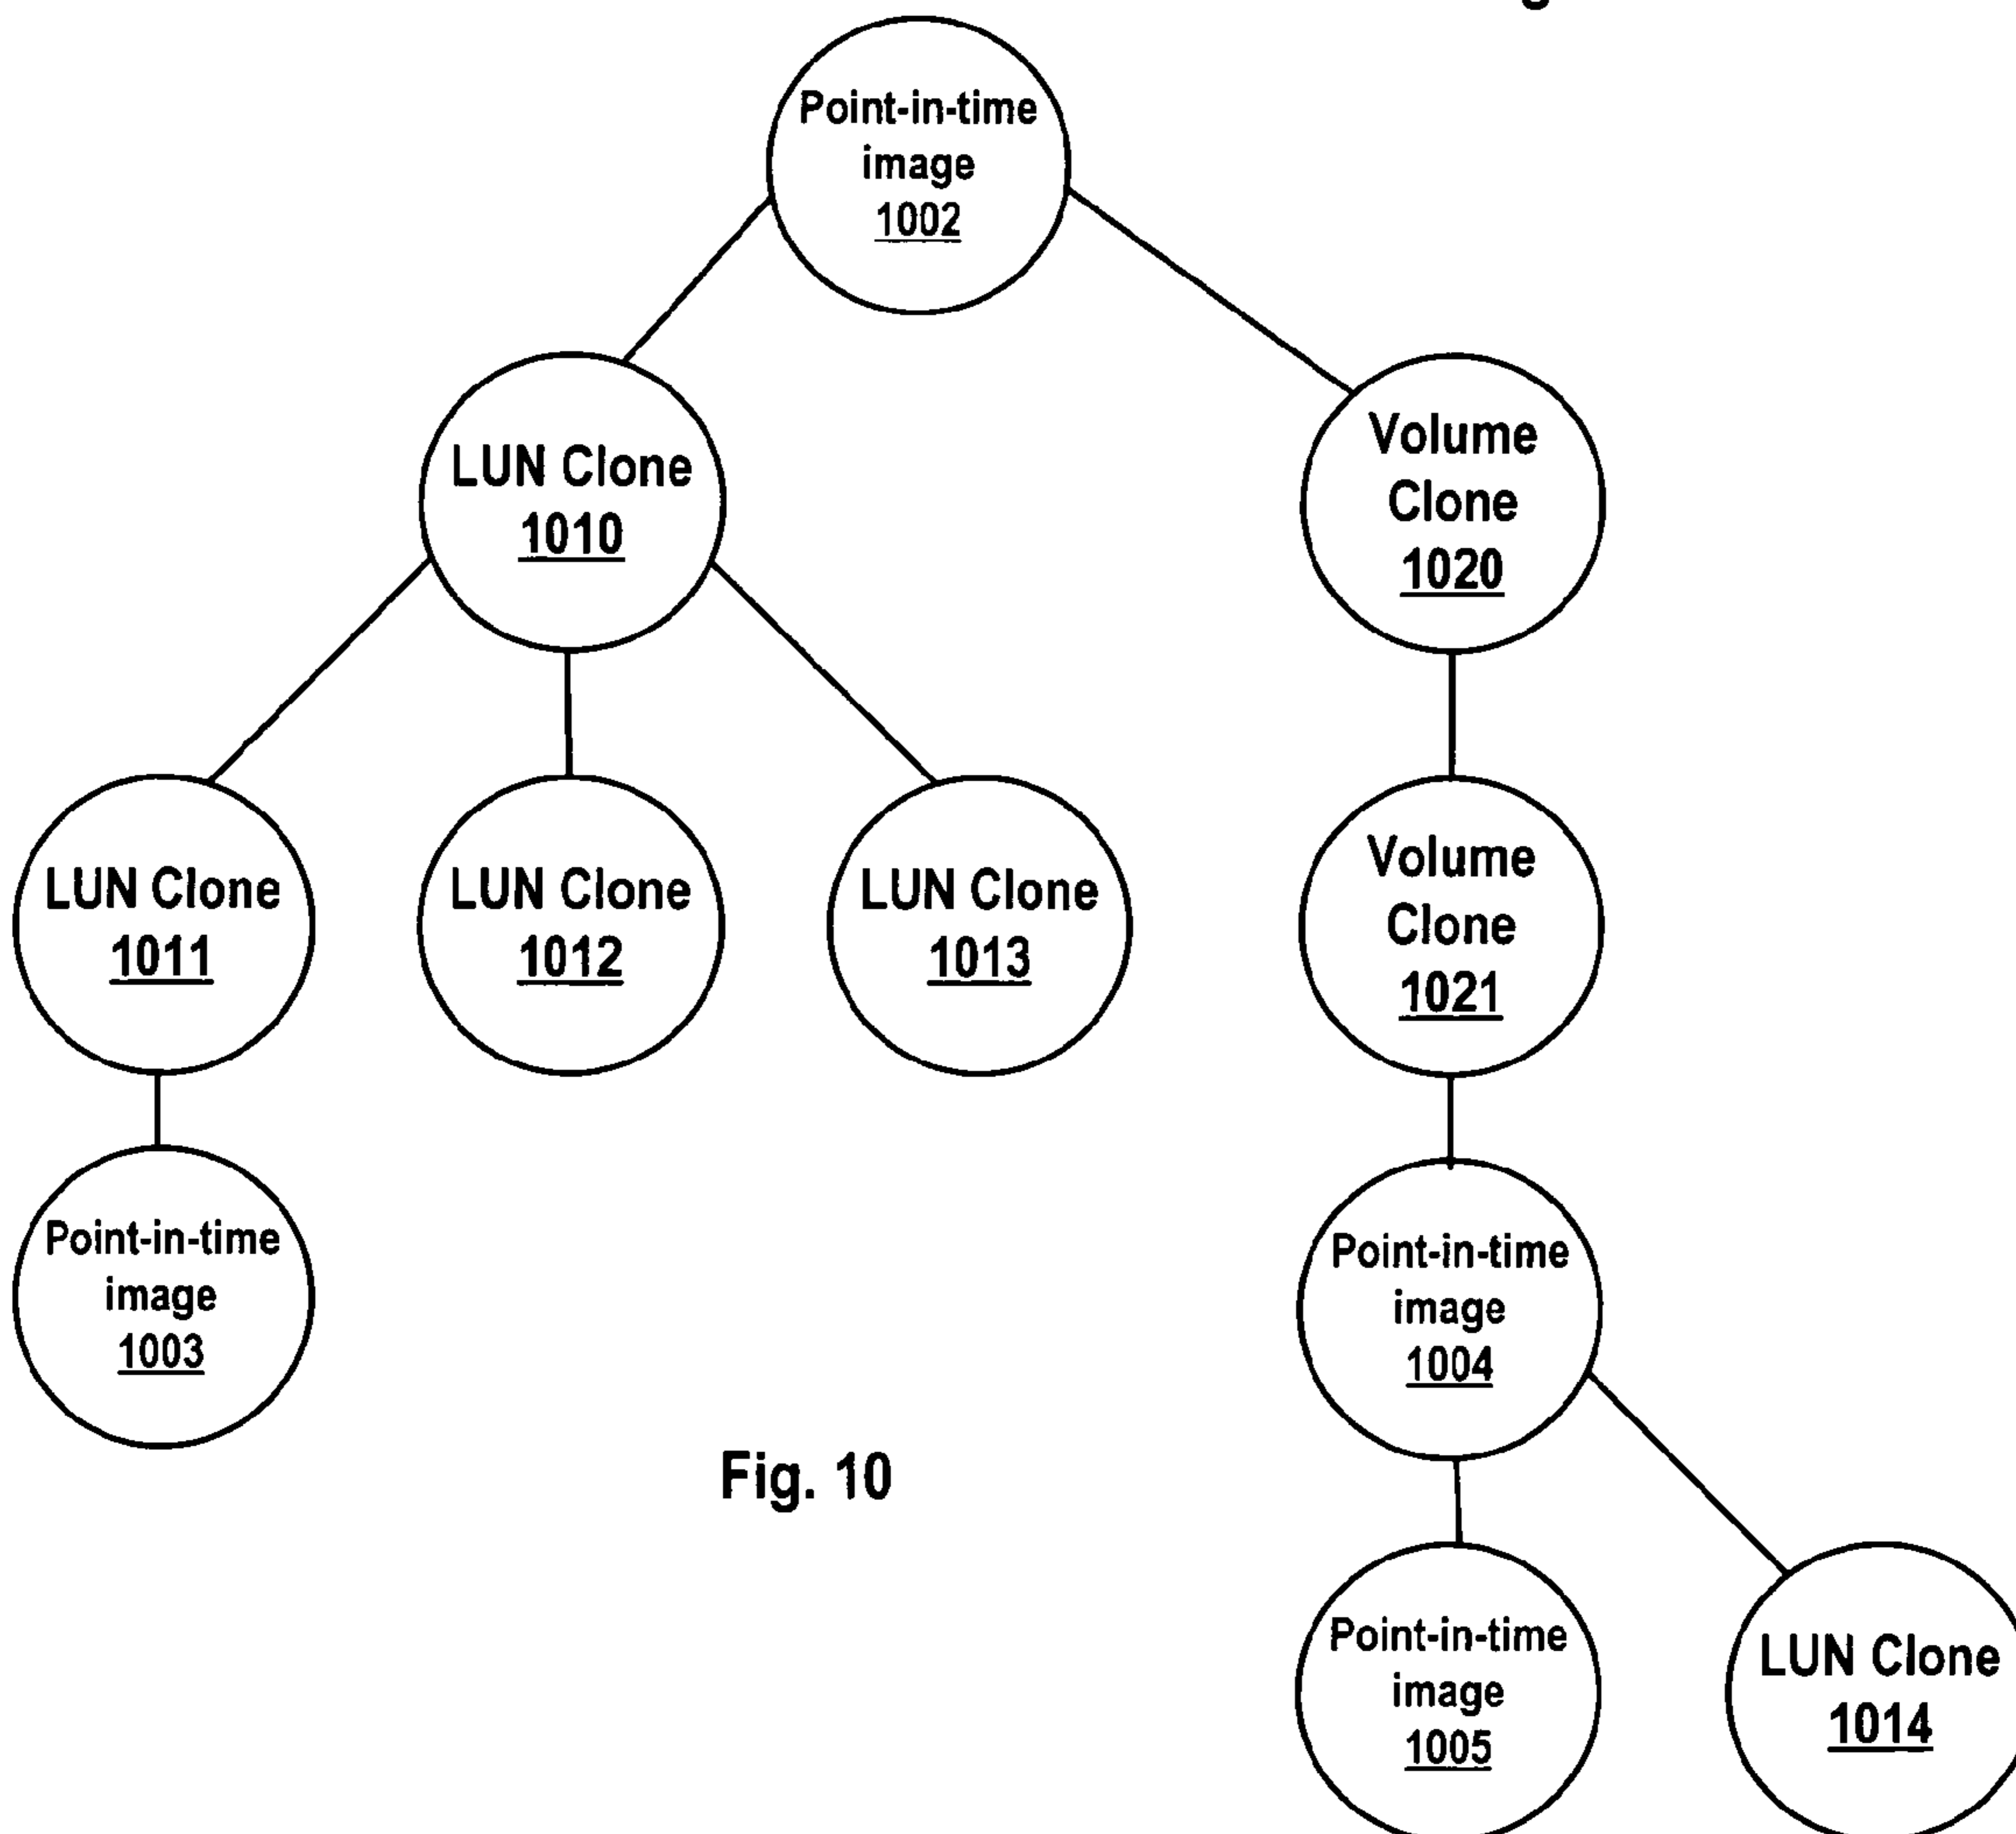 Point-in-time
image
1002
LUN Clone
1010
Volume
Clone
1020
LUN Clone
1011
LUN Clone
1012
LUN Clone
1013
Volume
Clone
1021
Point-in-time
image
1003
Point-in-time
image
1004
Fig. 10
Point-in-time
image
1005
LUN Clone
1014